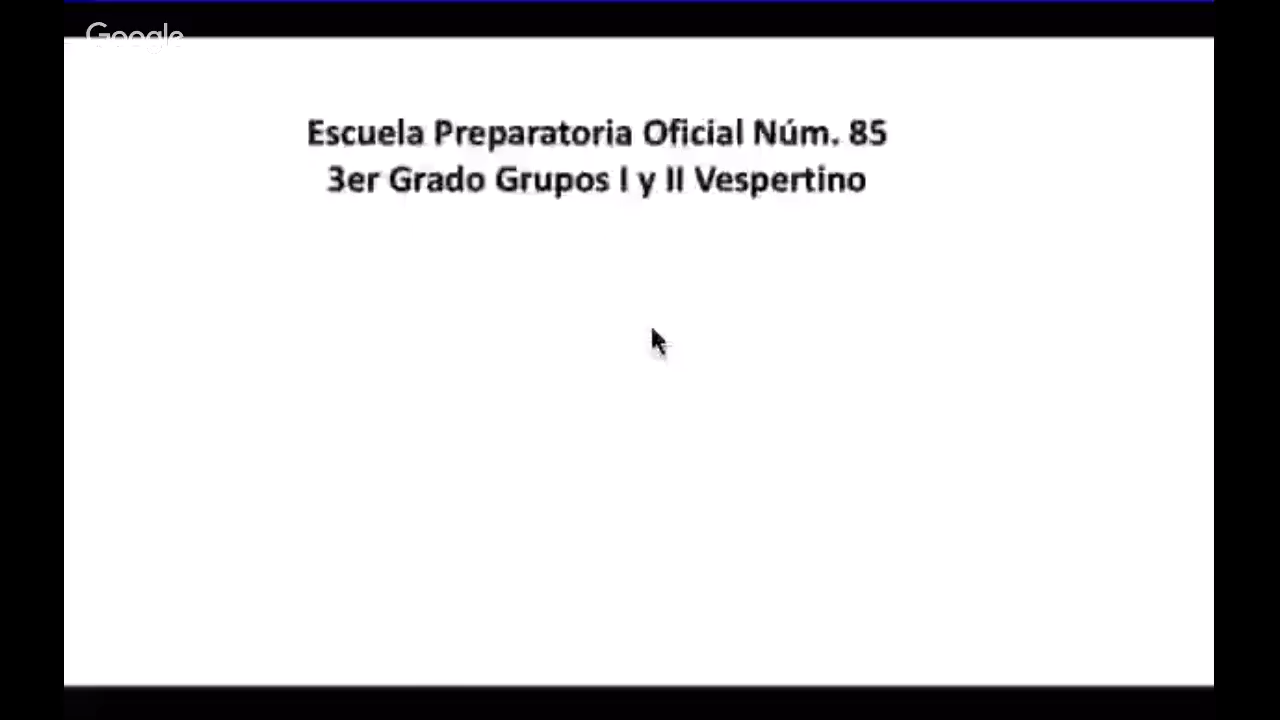 Google
Escuela Preparatoria Oficial Núm. 85
3er Grado Grupos I y II Vespertino